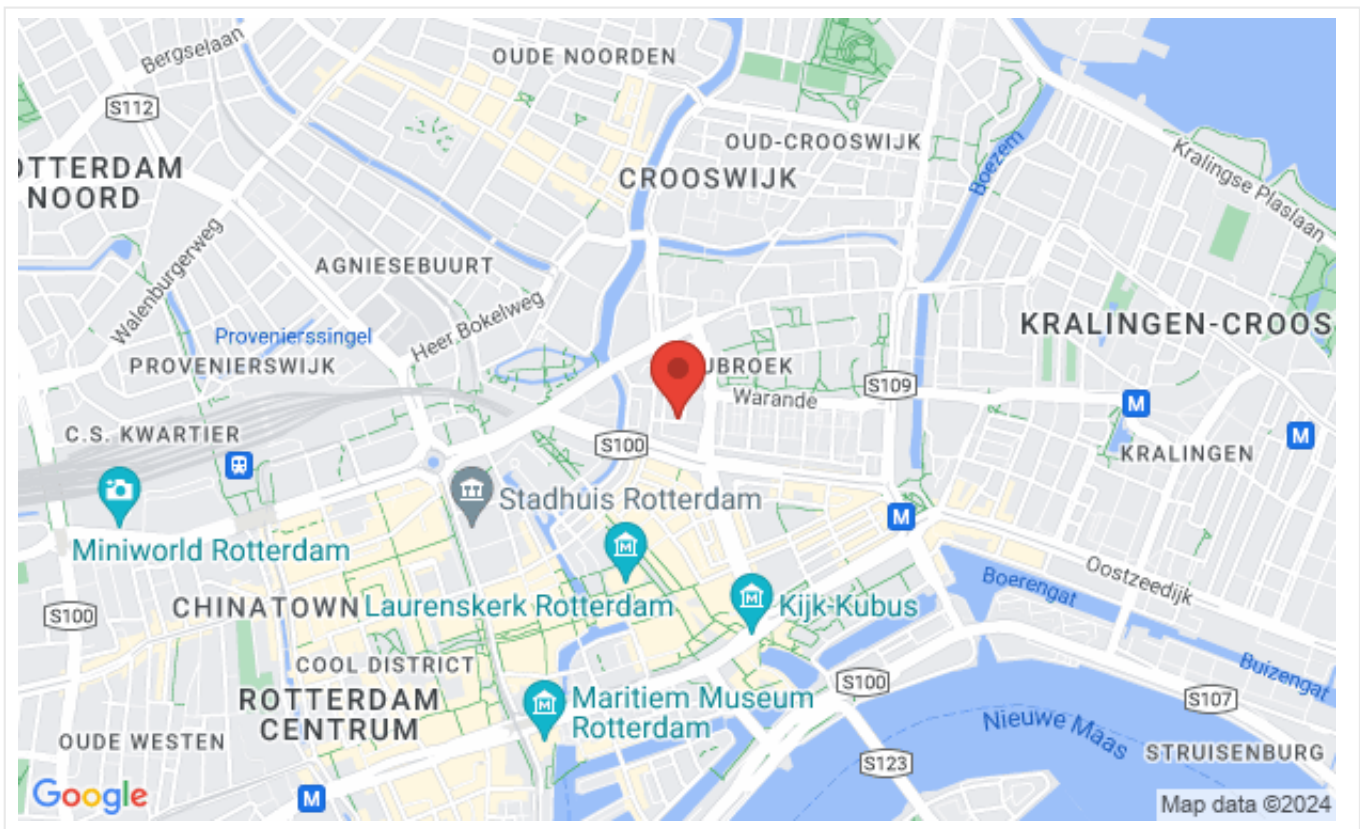 Bergselaan
OUDE NOORDEN
S112
OUD-CROOSWIJK
Boezem
Kralingse Plaslaan
OTTERDAM
NOORD
CROOSWIJK
Walenburgerweg
AGNIESEBUURT
Heer Bokelweg
Provenierssingel
KRALINGEN-CROOS
PROVENIERSWIJK
UBROEK
S109
Warande
M
C.S. KWARTIER
S100
M
KRALINGEN
Stadhuis Rotterdam
M
Miniworld Rotterdam
Oostzeedijk
Boerengat
S100
CHINATOWN
Laurenskerk Rotterdam
Kijk-Kubus
COOL DISTRICT
Buizengat
ROTTERDAM
CENTRUM
Maritiem Museum
Rotterdam
S100
S107
Nieuwe Maas
OUDE WESTEN
STRUISENBURG
S123
Google
M
Map data ©2024